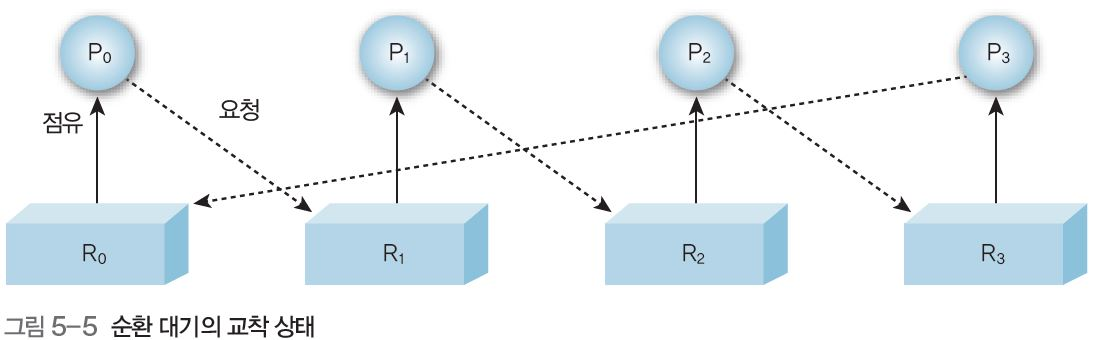 P₀ P₁ P₂ P₃
점유 요청
R₀ R₁ R₂ R₃
그림 5-5 순환 대기의 교착 상태